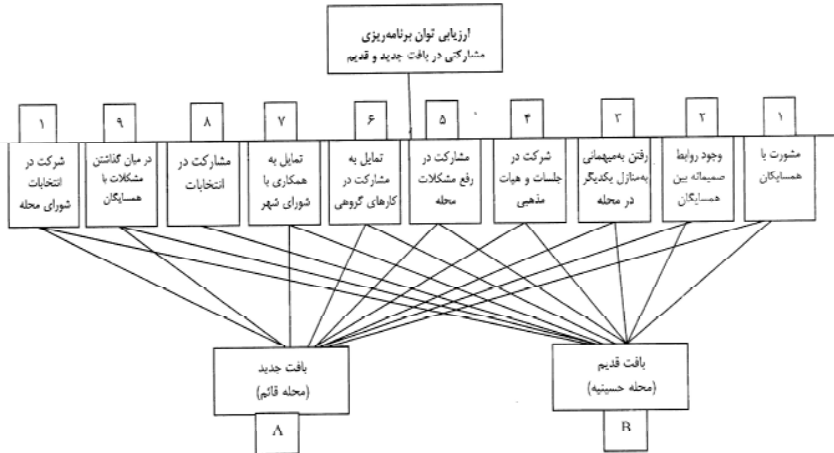 ارزیابی توان برنامه‌ریزی
مشارکتی در بافت جدید و قدیم
۱
۲
۳
۴
۵
۶
۷
۸
۹
۱
مشورت با
همسایگان
وجود روابط
صمیمانه بین
همسایگان
رفتن به‌میهمانی
به‌منازل یکدیگر
در محله
شرکت در
جلسات و هیات
مذهبی
مشارکت در
رفع مشکلات
محله
تمایل به
مشارکت در
کارهای گروهی
تمایل به
همکاری با
شورای شهر
مشارکت در
انتخابات
در میان گذاشتن
مشکلات با
همسایگان
شرکت در
انتخابات
شورای محله
بافت قدیم
(محله حسینیه)
B
بافت جدید
(محله قائم)
A